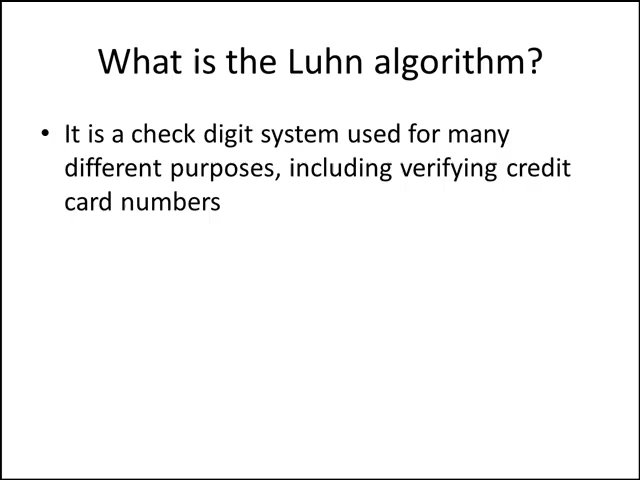 What is the Luhn algorithm?
• It is a check digit system used for many
different purposes, including verifying credit
card numbers